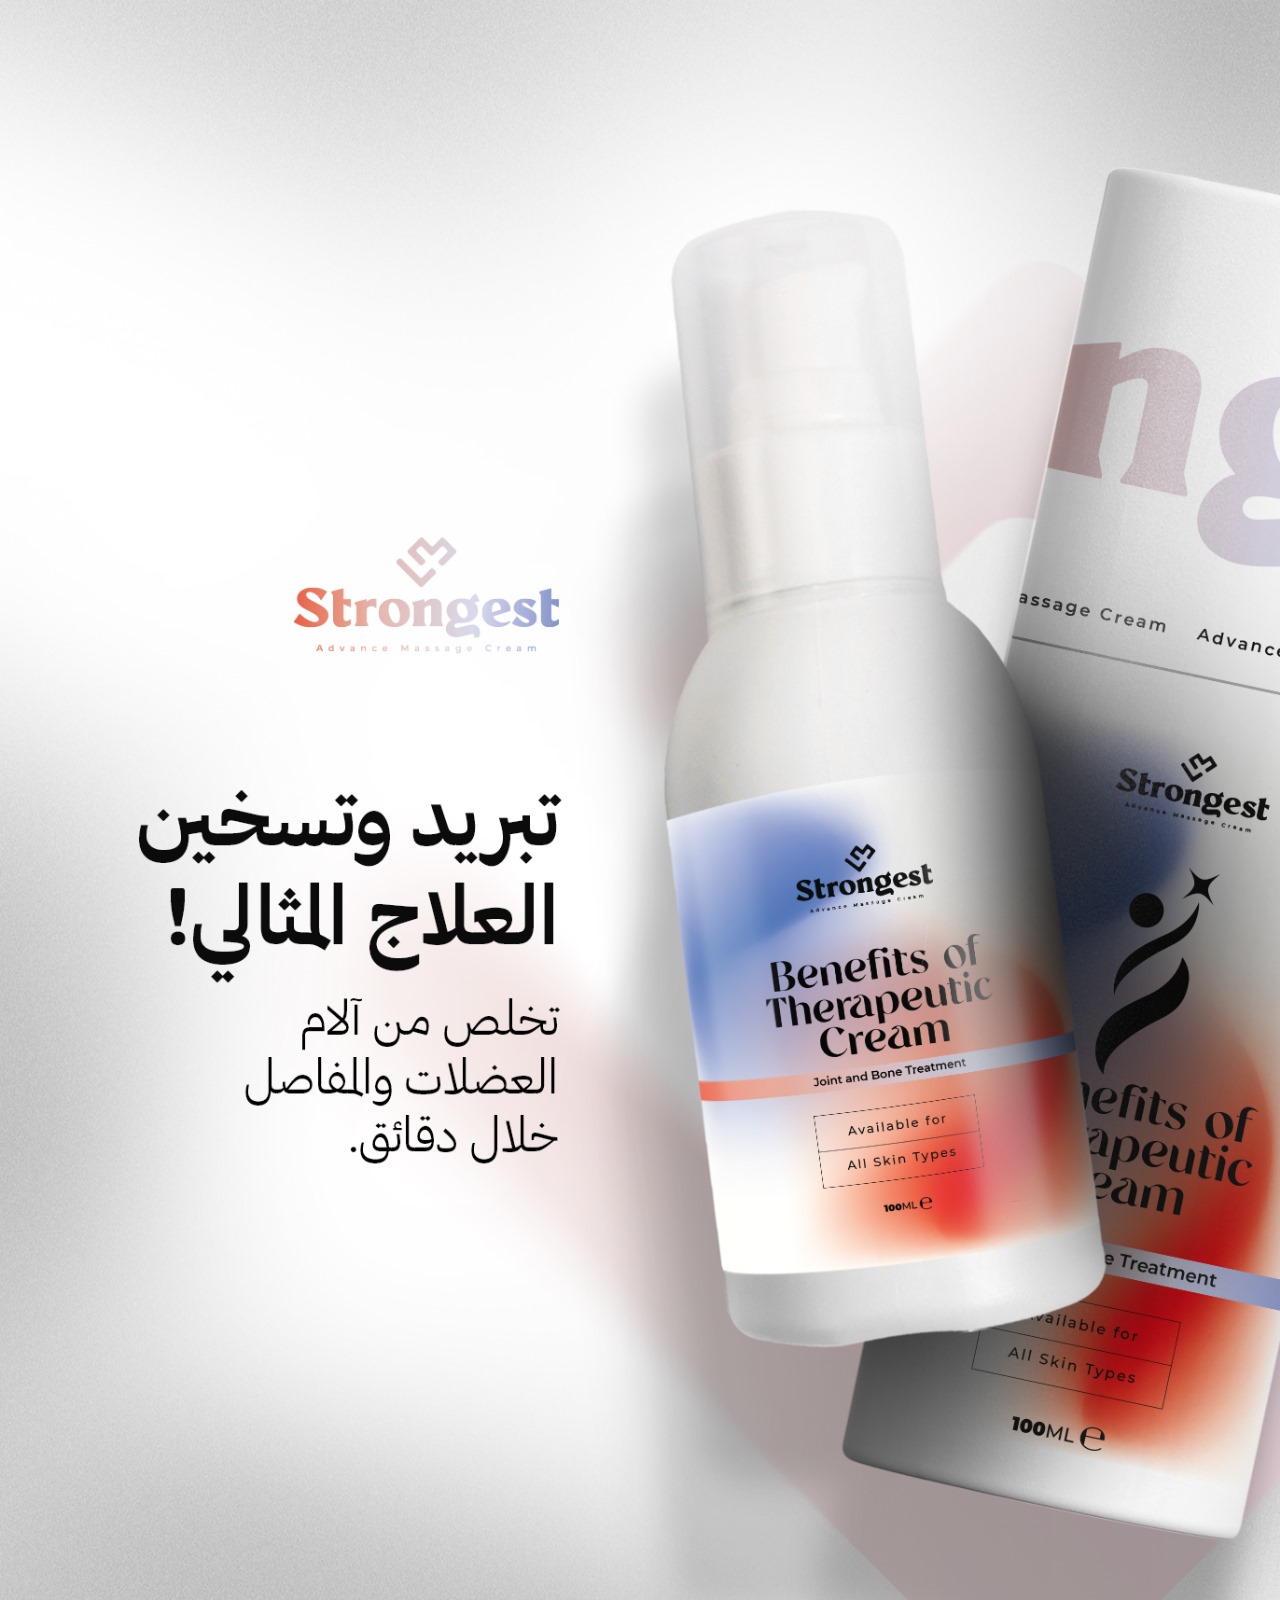 Strongest
Advance Massage Cream
تبريد وتسخين
العلاج المثالي!
تخلص من آلام
العضلات والمفاصل
خلال دقائق.
Strongest
Advance Massage Cream
Benefits of
Therapeutic
Cream
Joint and Bone Treatment
Available for
All Skin Types
100ML ℮
ng
assage Cream Advance
Strongest
Advance Massage Cream
nefits of
apeutic
eam
e Treatment
vailable for
All Skin Types
100ML ℮